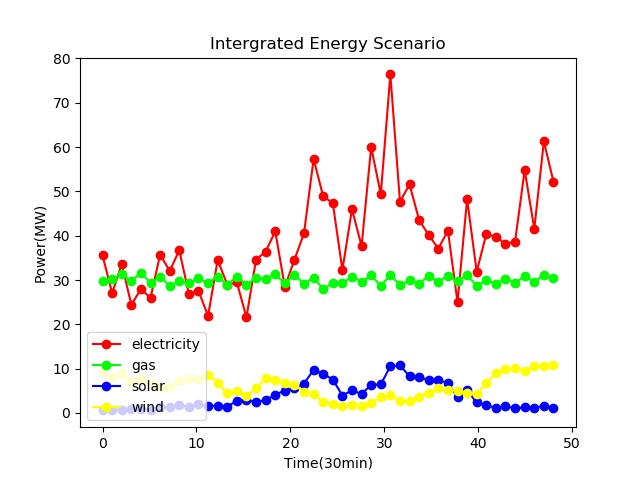 Intergrated Energy Scenario
Power(MW)
80
70
60
50
40
30
20
10
0
electricity
gas
solar
wind
0 10 20 30 40 50
Time(30min)